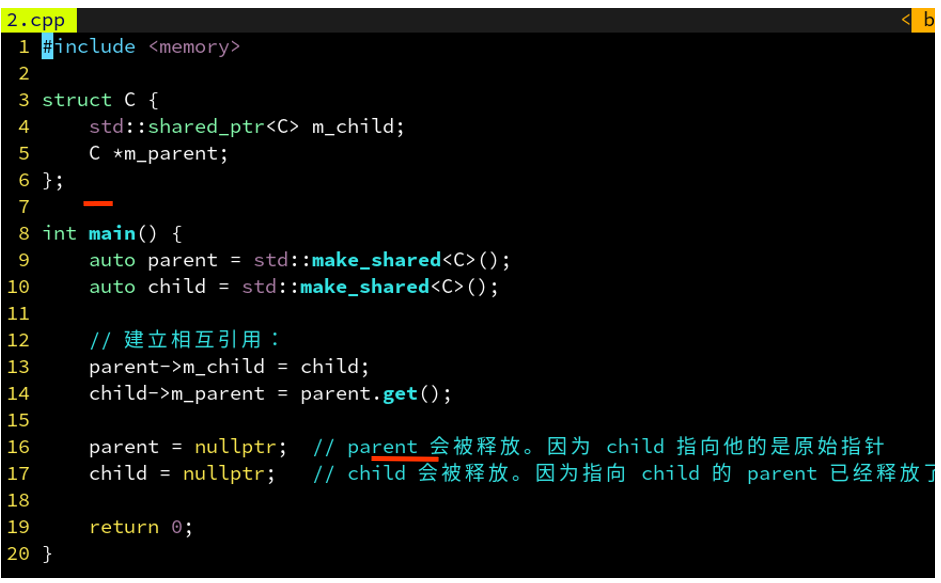 2.cpp < b
1 #include <memory>
2
3 struct C {
4     std::shared_ptr<C> m_child;
5     C *m_parent;
6 };
7
8 int main() {
9     auto parent = std::make_shared<C>();
10     auto child = std::make_shared<C>();
11
12     // 建立相互引用：
13     parent->m_child = child;
14     child->m_parent = parent.get();
15
16     parent = nullptr;  // parent 会被释放。因为 child 指向他的是原始指针
17     child = nullptr;   // child 会被释放。因为指向 child 的 parent 已经释放了
18
19     return 0;
20 }